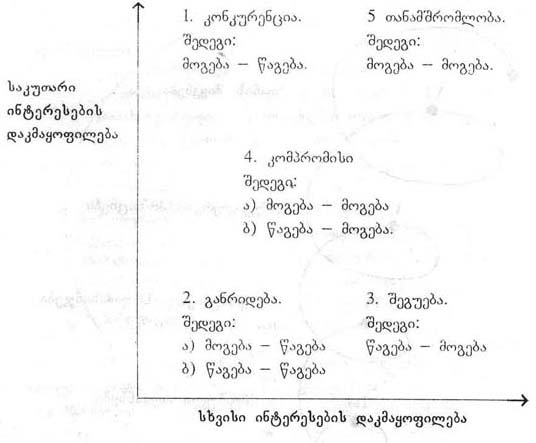 1. კონკურენცია.
შედეგი:
მოგება – წაგება.
5 თანამშრომლობა.
შედეგი:
მოგება – მოგება.
საკუთარი
ინტერესების
დაკმაყოფილება
4. კომპრომისი
შედეგი:
ა) მოგება – მოგება
ბ) წაგება – მოგება.
2. განრიდება.
შედეგი:
ა) მოგება – წაგება
ბ) წაგება – წაგება
3. შეგუება.
შედეგი:
წაგება – მოგება
სხვისი ინტერესების დაკმაყოფილება